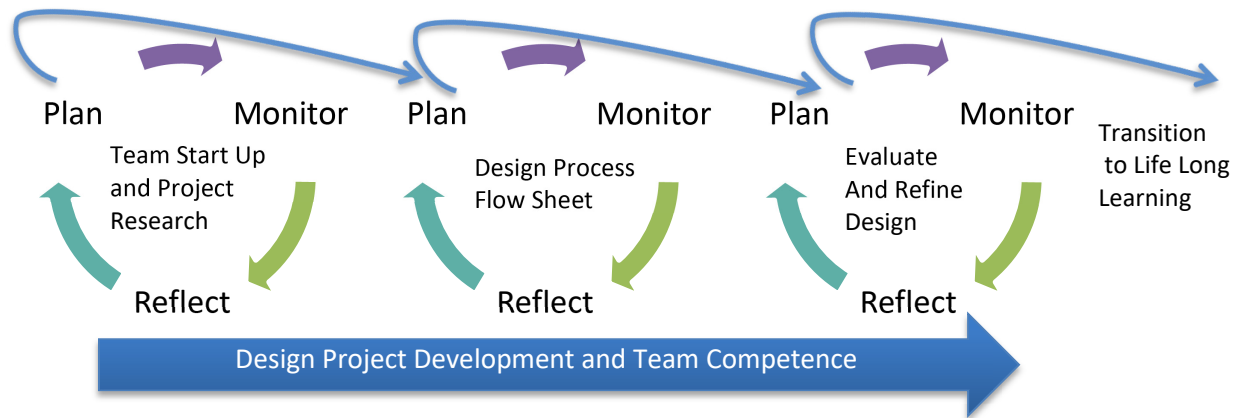 Plan
Monitor
Team Start Up
and Project
Research
Reflect
Plan
Monitor
Design Process
Flow Sheet
Reflect
Plan
Monitor
Evaluate
And Refine
Design
Reflect
Transition
to Life Long
Learning
Design Project Development and Team Competence